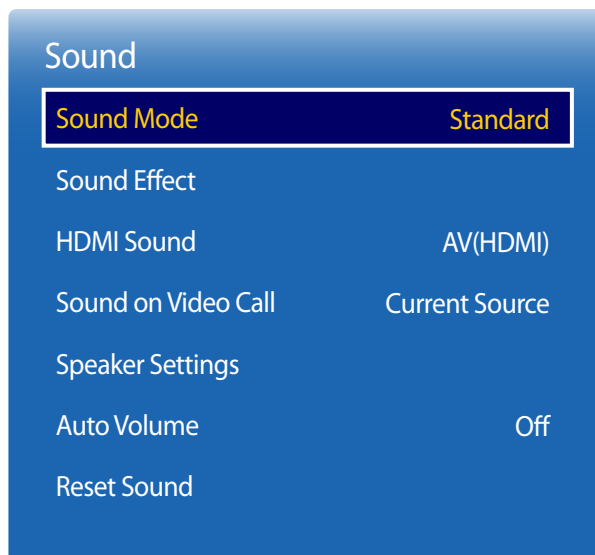 Sound
Sound Mode Standard
Sound Effect
HDMI Sound AV(HDMI)
Sound on Video Call Current Source
Speaker Settings
Auto Volume Off
Reset Sound